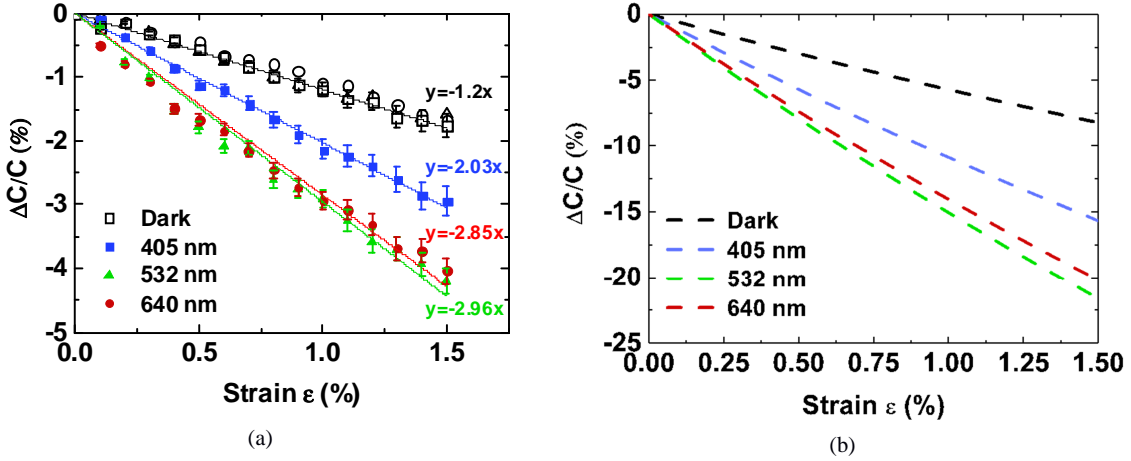 0
-1
-2
-3
-4
-5
ΔC/C (%)
y=-1.2x
y=-2.03x
y=-2.85x
y=-2.96x
Dark
405 nm
532 nm
640 nm
0.0
0.5
1.0
1.5
Strain ε (%)
(a)
0
-5
-10
-15
-20
-25
ΔC/C (%)
Dark
405 nm
532 nm
640 nm
0.00
0.25
0.50
0.75
1.00
1.25
1.50
Strain ε (%)
(b)